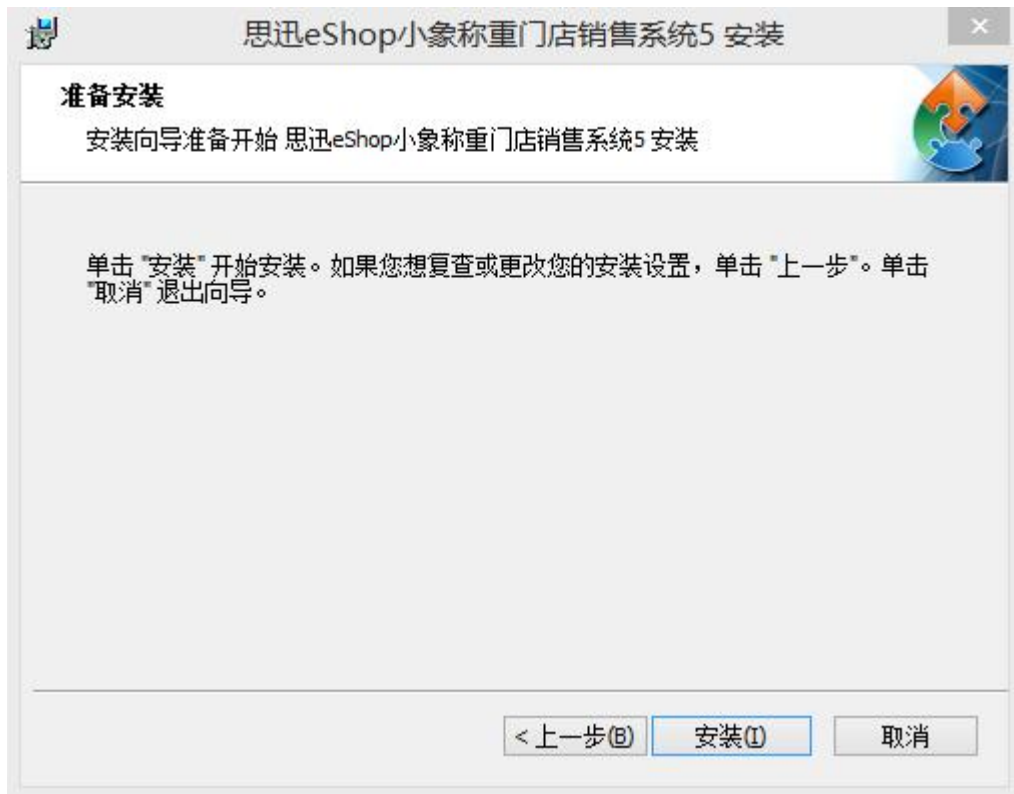 思迅eShop小象称重门店销售系统5 安装
准备安装
安装向导准备开始 思迅eShop小象称重门店销售系统5 安装
单击 "安装" 开始安装。如果您想复查或更改您的安装设置，单击 "上一步"。单击
"取消" 退出向导。
< 上一步(B) 安装(I) 取消